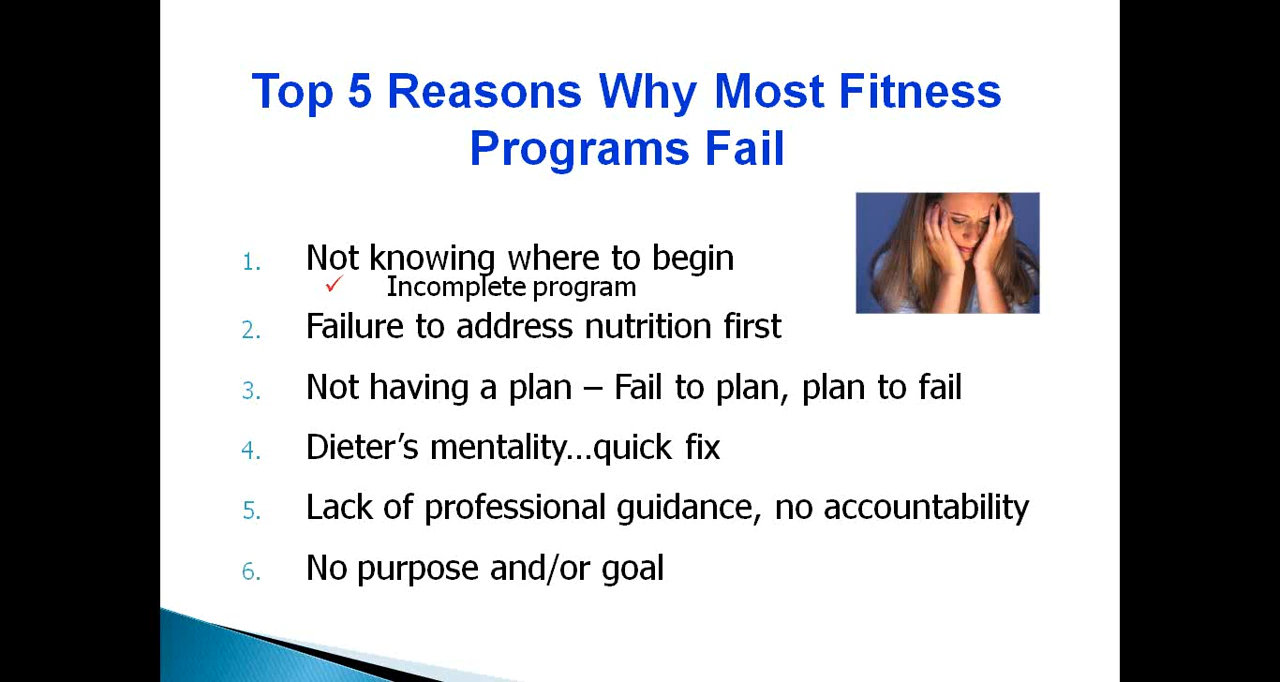 Top 5 Reasons Why Most Fitness
Programs Fail
1. Not knowing where to begin
✓ Incomplete program
2. Failure to address nutrition first
3. Not having a plan – Fail to plan, plan to fail
4. Dieter’s mentality...quick fix
5. Lack of professional guidance, no accountability
6. No purpose and/or goal